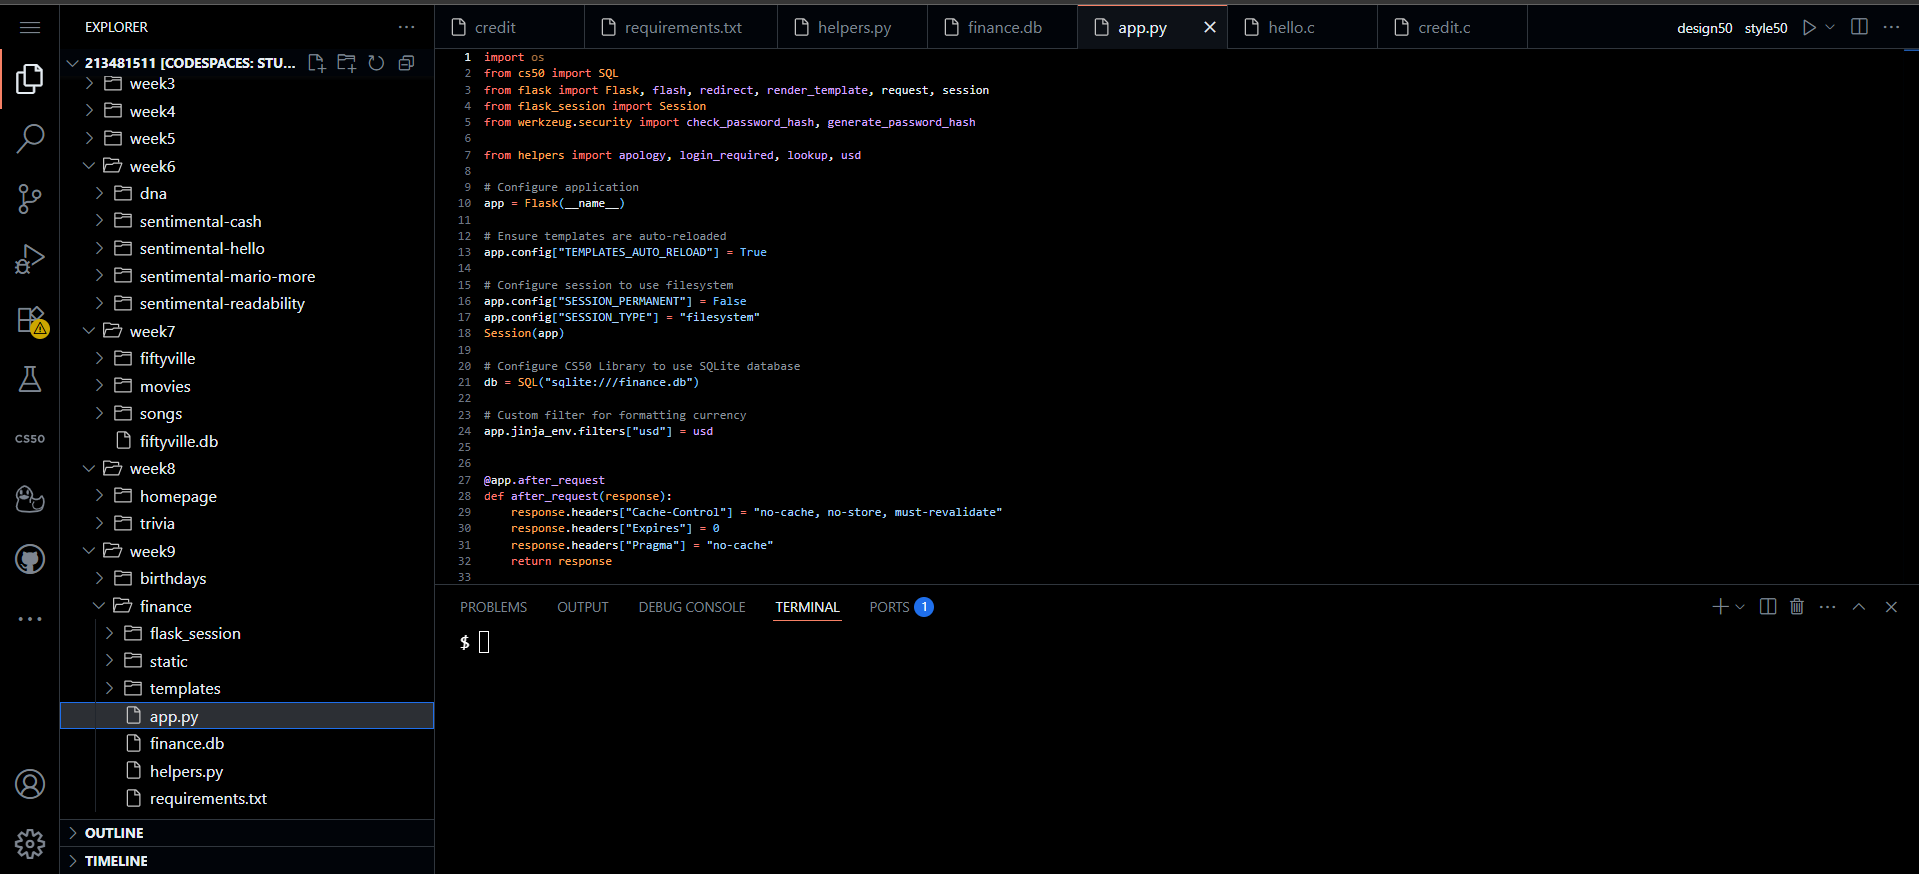 EXPLORER
213481511 [CODESPACES: STU...
week3
week4
week5
week6
dna
sentimental-cash
sentimental-hello
sentimental-mario-more
sentimental-readability
week7
fiftyville
movies
songs
fiftyville.db
week8
homepage
trivia
week9
birthdays
finance
flask_session
static
templates
app.py
finance.db
helpers.py
requirements.txt
OUTLINE
TIMELINE
CS50
credit requirements.txt helpers.py finance.db app.py hello.c credit.c design50 style50
1 import os
2 from cs50 import SQL
3 from flask import Flask, flash, redirect, render_template, request, session
4 from flask_session import Session
5 from werkzeug.security import check_password_hash, generate_password_hash
6
7 from helpers import apology, login_required, lookup, usd
8
9 # Configure application
10 app = Flask(__name__)
11
12 # Ensure templates are auto-reloaded
13 app.config["TEMPLATES_AUTO_RELOAD"] = True
14
15 # Configure session to use filesystem
16 app.config["SESSION_PERMANENT"] = False
17 app.config["SESSION_TYPE"] = "filesystem"
18 Session(app)
19
20 # Configure CS50 Library to use SQLite database
21 db = SQL("sqlite:///finance.db")
22
23 # Custom filter for formatting currency
24 app.jinja_env.filters["usd"] = usd
25
26
27 @app.after_request
28 def after_request(response):
29 response.headers["Cache-Control"] = "no-cache, no-store, must-revalidate"
30 response.headers["Expires"] = 0
31 response.headers["Pragma"] = "no-cache"
32 return response
33
PROBLEMS OUTPUT DEBUG CONSOLE TERMINAL PORTS 1
$